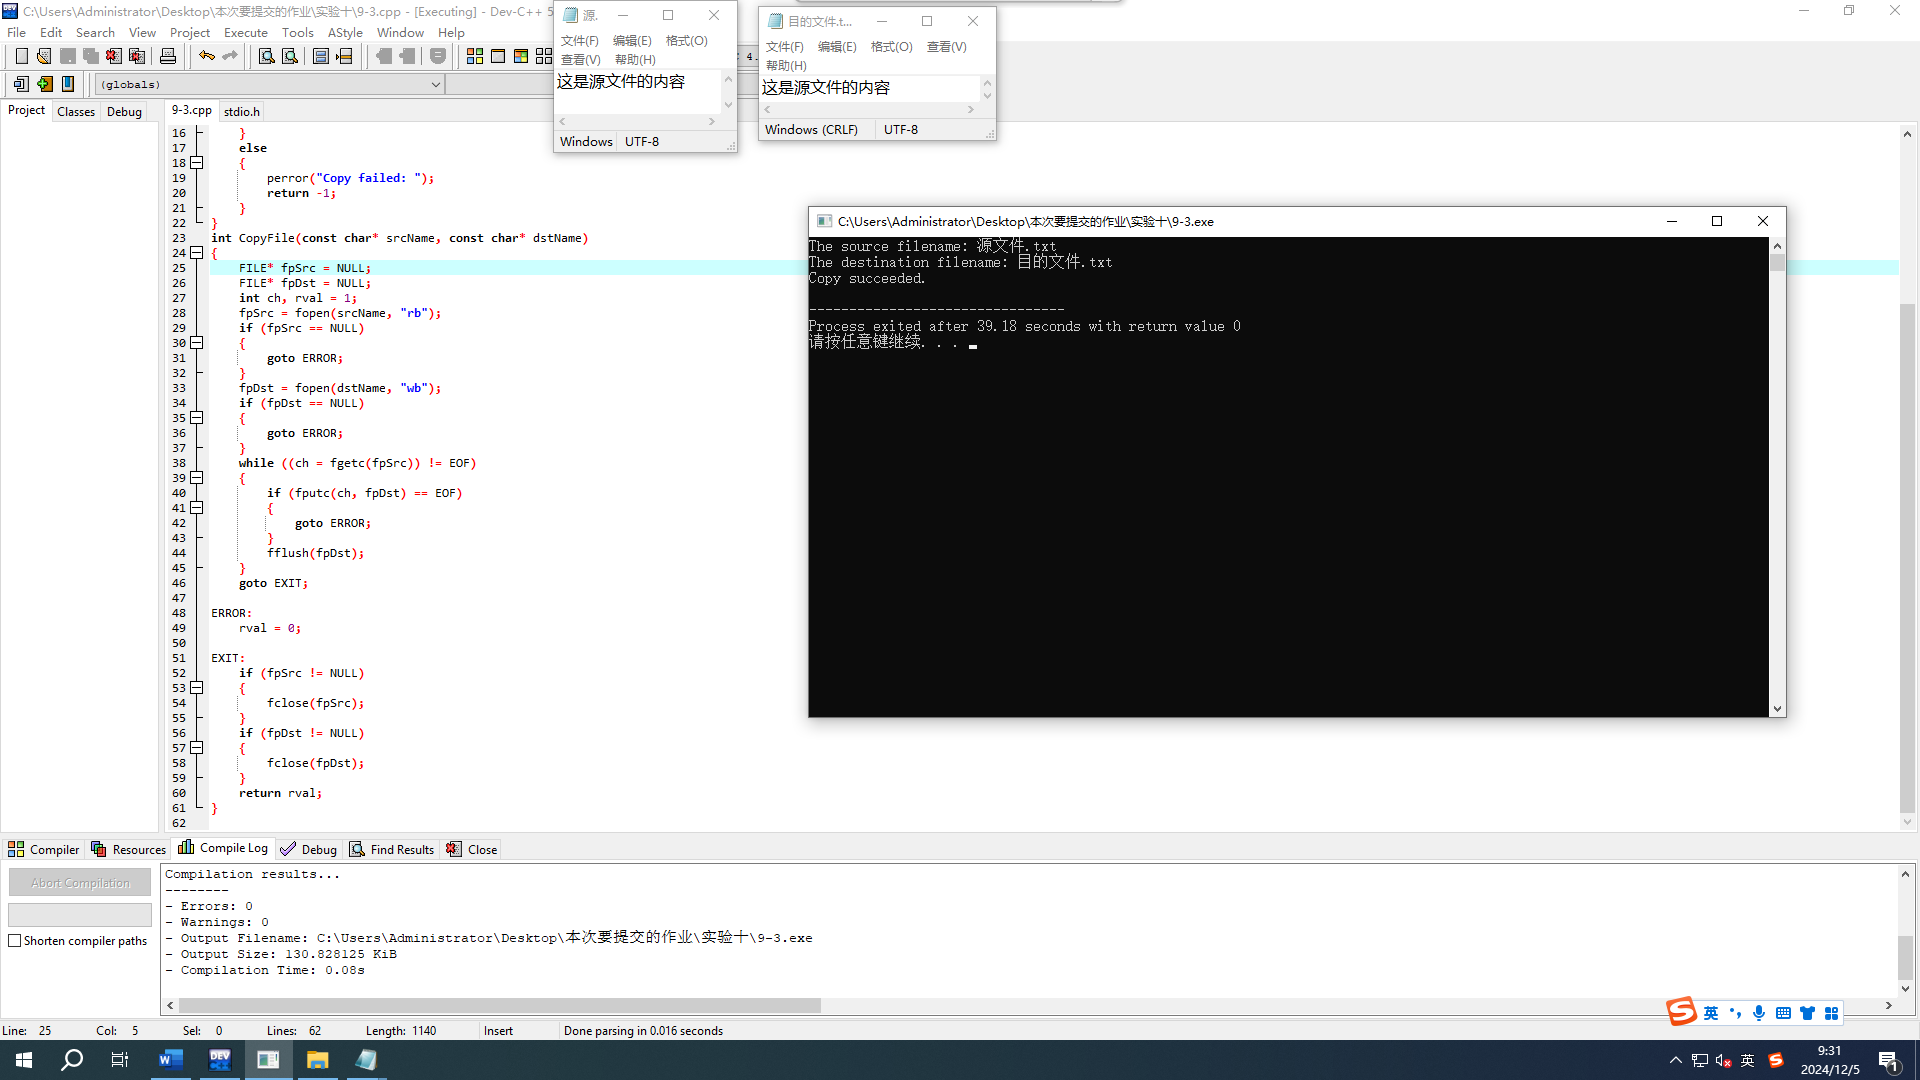 C:\Users\Administrator\Desktop\本次要提交的作业\实验十\9-3.cpp - [Executing] - Dev-C++ 5
File Edit Search View Project Execute Tools AStyle Window Help
(globals)
Project Classes Debug
9-3.cpp stdio.h
16 }
17 else
18 {
19 perror("Copy failed: ");
20 return -1;
21 }
22 }
23 int CopyFile(const char* srcName, const char* dstName)
24 {
25 FILE* fpSrc = NULL;
26 FILE* fpDst = NULL;
27 int ch, rval = 1;
28 fpSrc = fopen(srcName, "rb");
29 if (fpSrc == NULL)
30 {
31 goto ERROR;
32 }
33 fpDst = fopen(dstName, "wb");
34 if (fpDst == NULL)
35 {
36 goto ERROR;
37 }
38 while ((ch = fgetc(fpSrc)) != EOF)
39 {
40 if (fputc(ch, fpDst) == EOF)
41 {
42 goto ERROR;
43 }
44 fflush(fpDst);
45 }
46 goto EXIT;
47
48 ERROR:
49 rval = 0;
50
51 EXIT:
52 if (fpSrc != NULL)
53 {
54 fclose(fpSrc);
55 }
56 if (fpDst != NULL)
57 {
58 fclose(fpDst);
59 }
60 return rval;
61 }
62
源.
文件(F) 编辑(E) 格式(O)
查看(V) 帮助(H)
这是源文件的内容
Windows UTF-8
目的文件.t...
文件(F) 编辑(E) 格式(O) 查看(V)
帮助(H)
这是源文件的内容
Windows (CRLF) UTF-8
4.
C:\Users\Administrator\Desktop\本次要提交的作业\实验十\9-3.exe
The source filename: 源文件.txt
The destination filename: 目的文件.txt
Copy succeeded.
--------------------------------
Process exited after 39.18 seconds with return value 0
请按任意键继续. . .
Compiler Resources Compile Log Debug Find Results Close
Abort Compilation
Shorten compiler paths
Compilation results...
--------
- Errors: 0
- Warnings: 0
- Output Filename: C:\Users\Administrator\Desktop\本次要提交的作业\实验十\9-3.exe
- Output Size: 130.828125 KiB
- Compilation Time: 0.08s
Line: 25 Col: 5 Sel: 0 Lines: 62 Length: 1140 Insert Done parsing in 0.016 seconds
英
英
9:31
2024/12/5
1